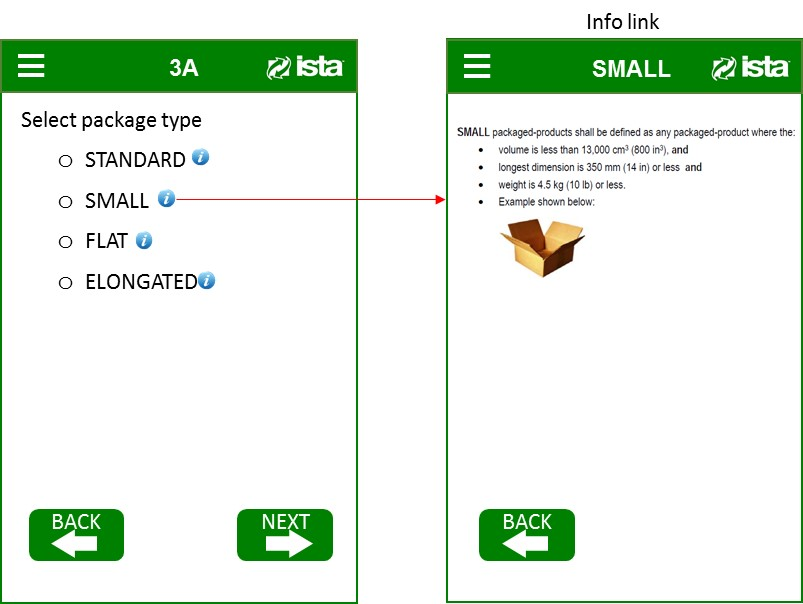 Info link
3A
ista
Select package type
STANDARD
SMALL
FLAT
ELONGATED
BACK
NEXT
SMALL
ista
SMALL packaged-products shall be defined as any packaged-product where the:
• volume is less than 13,000 cm³ (800 in³), and
• longest dimension is 350 mm (14 in) or less and
• weight is 4.5 kg (10 lb) or less.
• Example shown below:
BACK